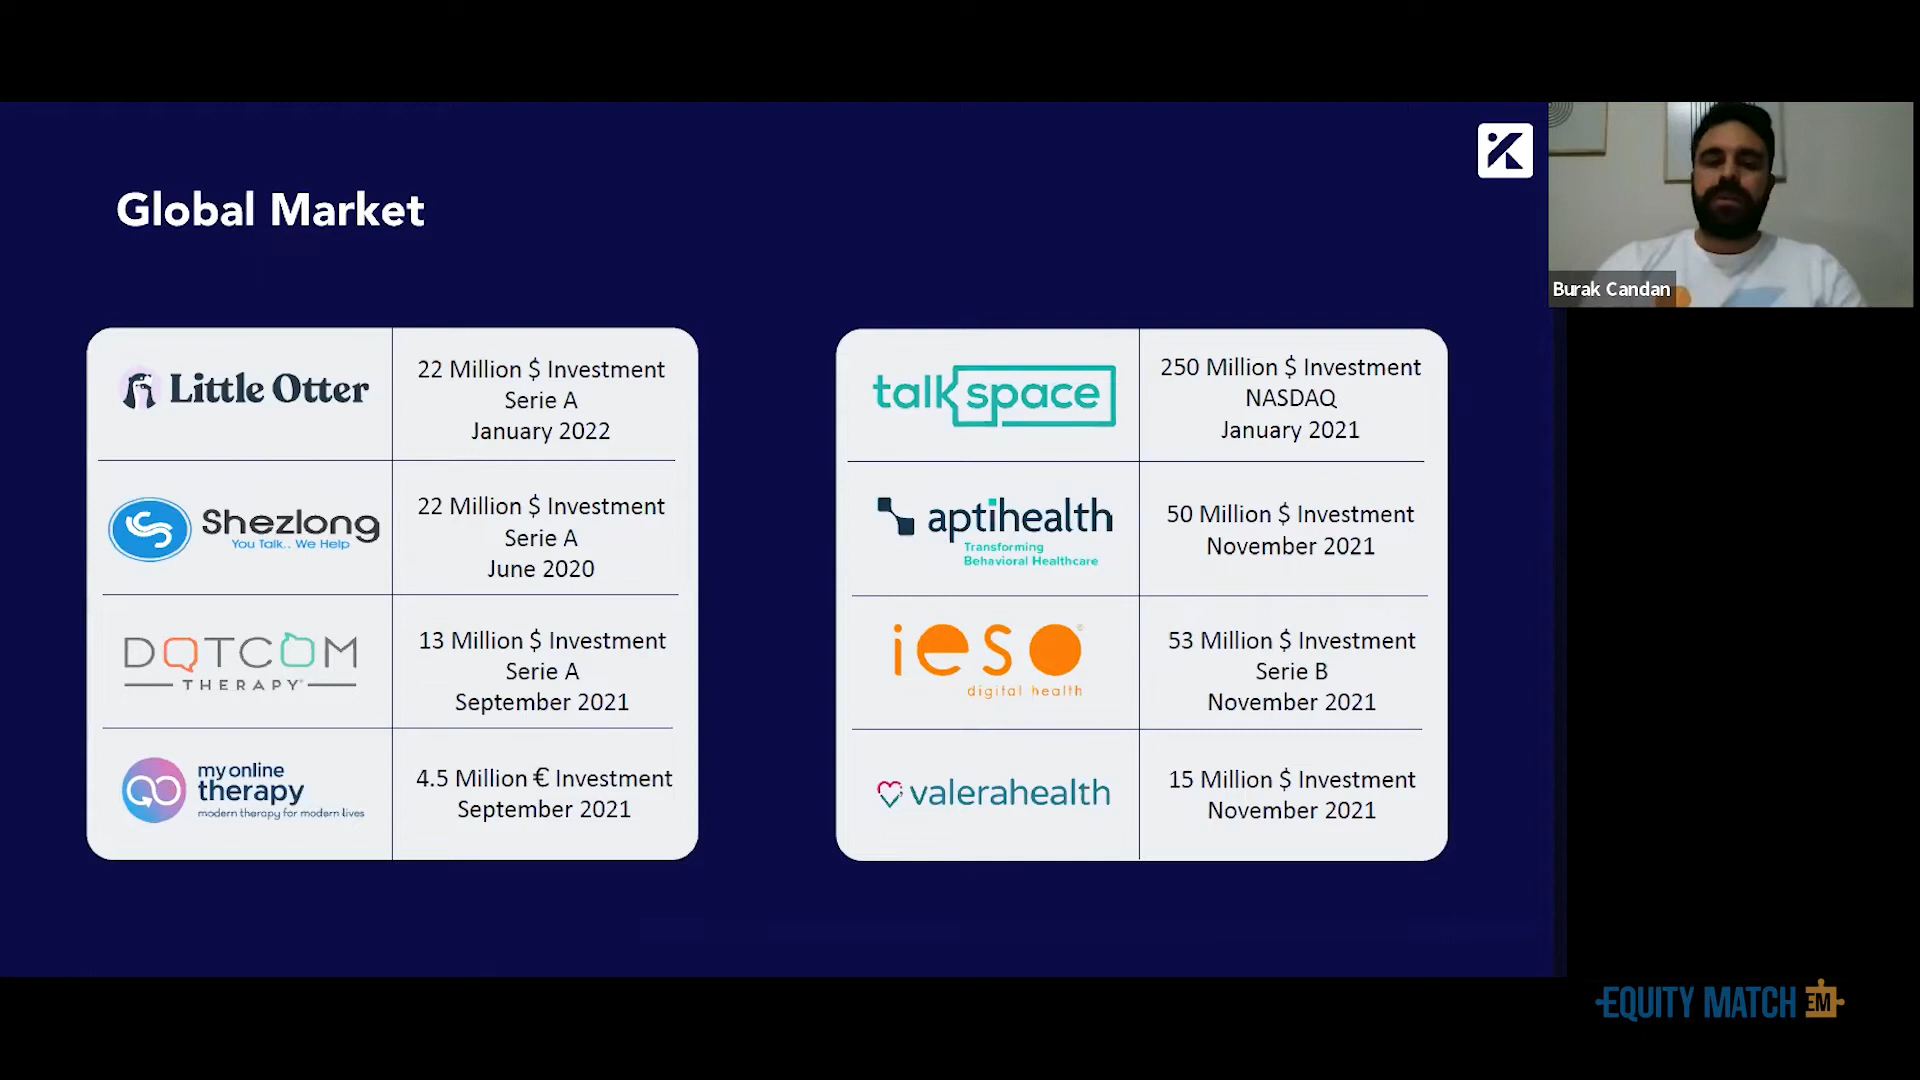 Global Market
Little Otter
22 Million $ Investment
Serie A
January 2022
Shezlong
You Talk.. We Help
22 Million $ Investment
Serie A
June 2020
DOTCOM
THERAPY
13 Million $ Investment
Serie A
September 2021
my online
therapy
modern therapy for modern lives
4.5 Million € Investment
September 2021
talkspace
250 Million $ Investment
NASDAQ
January 2021
aptihealth
Transforming
Behavioral Healthcare
50 Million $ Investment
November 2021
ieso
digital health
53 Million $ Investment
Serie B
November 2021
valerahealth
15 Million $ Investment
November 2021
Burak Candan
EQUITY MATCH EM